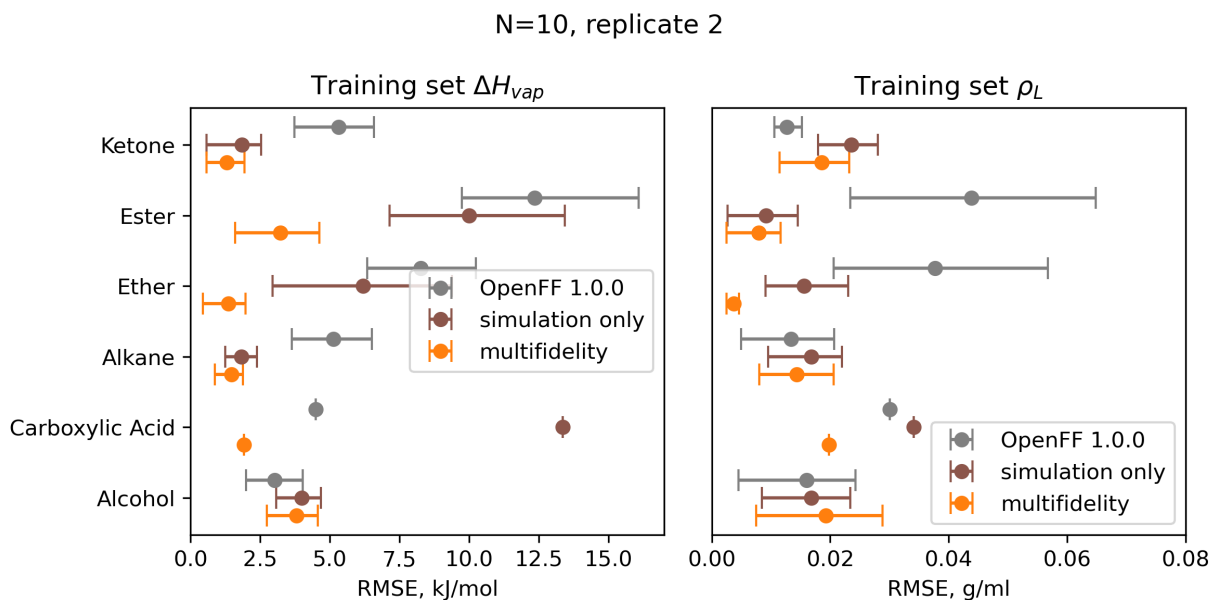 N=10, replicate 2
Training set ΔH_vap
Training set ρ_L
Ketone
Ester
Ether
Alkane
Carboxylic Acid
Alcohol
OpenFF 1.0.0
simulation only
multifidelity
OpenFF 1.0.0
simulation only
multifidelity
0.0 2.5 5.0 7.5 10.0 12.5 15.0
0.00 0.02 0.04 0.06 0.08
RMSE, kJ/mol
RMSE, g/ml